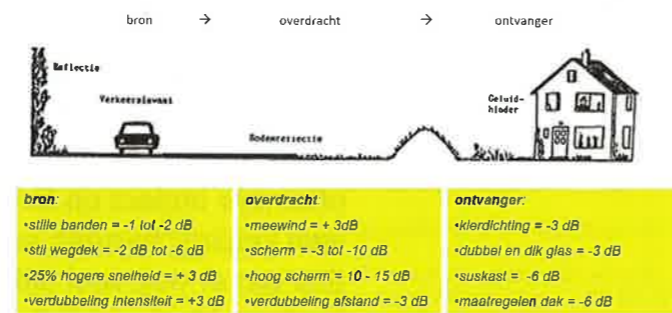 bron → overdracht → ontvanger
Reflectie
Verkeerslawaai
Geluid-
hinder
Bodemreflectie
bron:
•stille banden = -1 tot -2 dB
•stil wegdek = -2 dB tot -6 dB
•25% hogere snelheid = + 3 dB
•verdubbeling intensiteit = +3 dB
overdracht:
•meewind = + 3dB
•scherm = -3 tot -10 dB
•hoog scherm = 10 - 15 dB
•verdubbeling afstand = -3 dB
ontvanger:
•kierdichting = -3 dB
•dubbel en dik glas = -3 dB
•suskast = -6 dB
•maatregelen dak = -6 dB